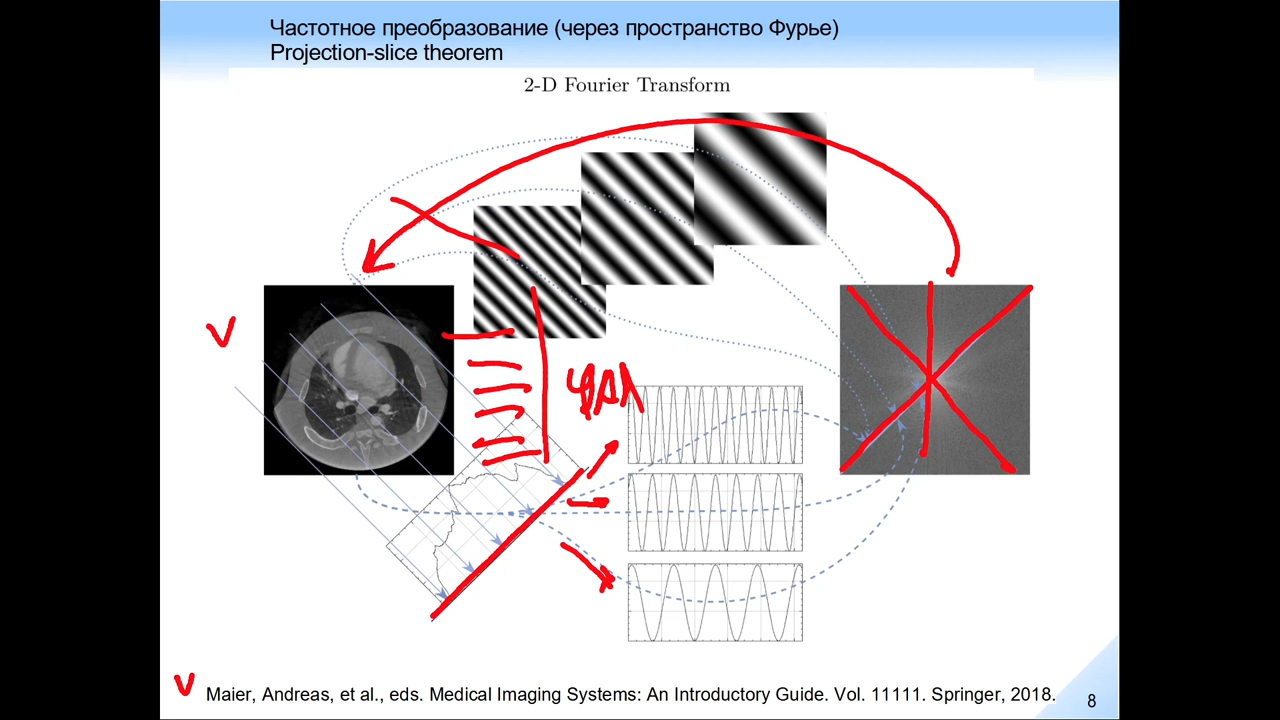 Частотное преобразование (через пространство Фурье)
Projection-slice theorem
2-D Fourier Transform
Maier, Andreas, et al., eds. Medical Imaging Systems: An Introductory Guide. Vol. 11111. Springer, 2018.
8